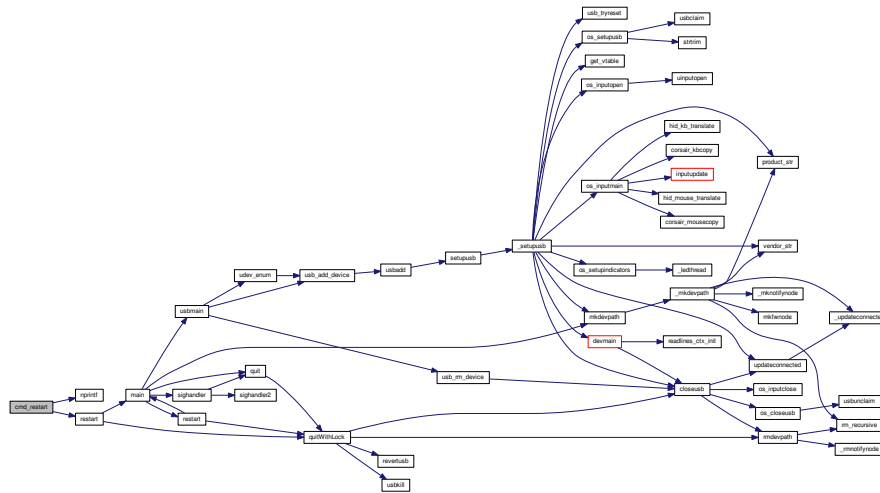 usb_tryreset
usbclaim
os_setupusb
strtrim
get_vtable
os_inputopen
uinputopen
hid_kb_translate
corsair_kbcopy
product_str
inputupdate
os_inputmain
hid_mouse_translate
corsair_mousecopy
_setupusb
vendor_str
setupusb
usbadd
os_setupindicators
_ledthread
udev_enum
usb_add_device
_mkdevpath
_mknotifynode
usbmain
mkdevpath
mkfwnode
_updateconnected
devmain
readlines_ctx_init
updateconnected
quit
usb_rm_device
closeusb
os_inputclose
nprintf
main
sighandler
sighandler2
usbunclaim
cmd_restart
os_closeusb
restart
restart
rm_recursive
quitWithLock
rmdevpath
_rmnotifynode
revertusb
usbkill